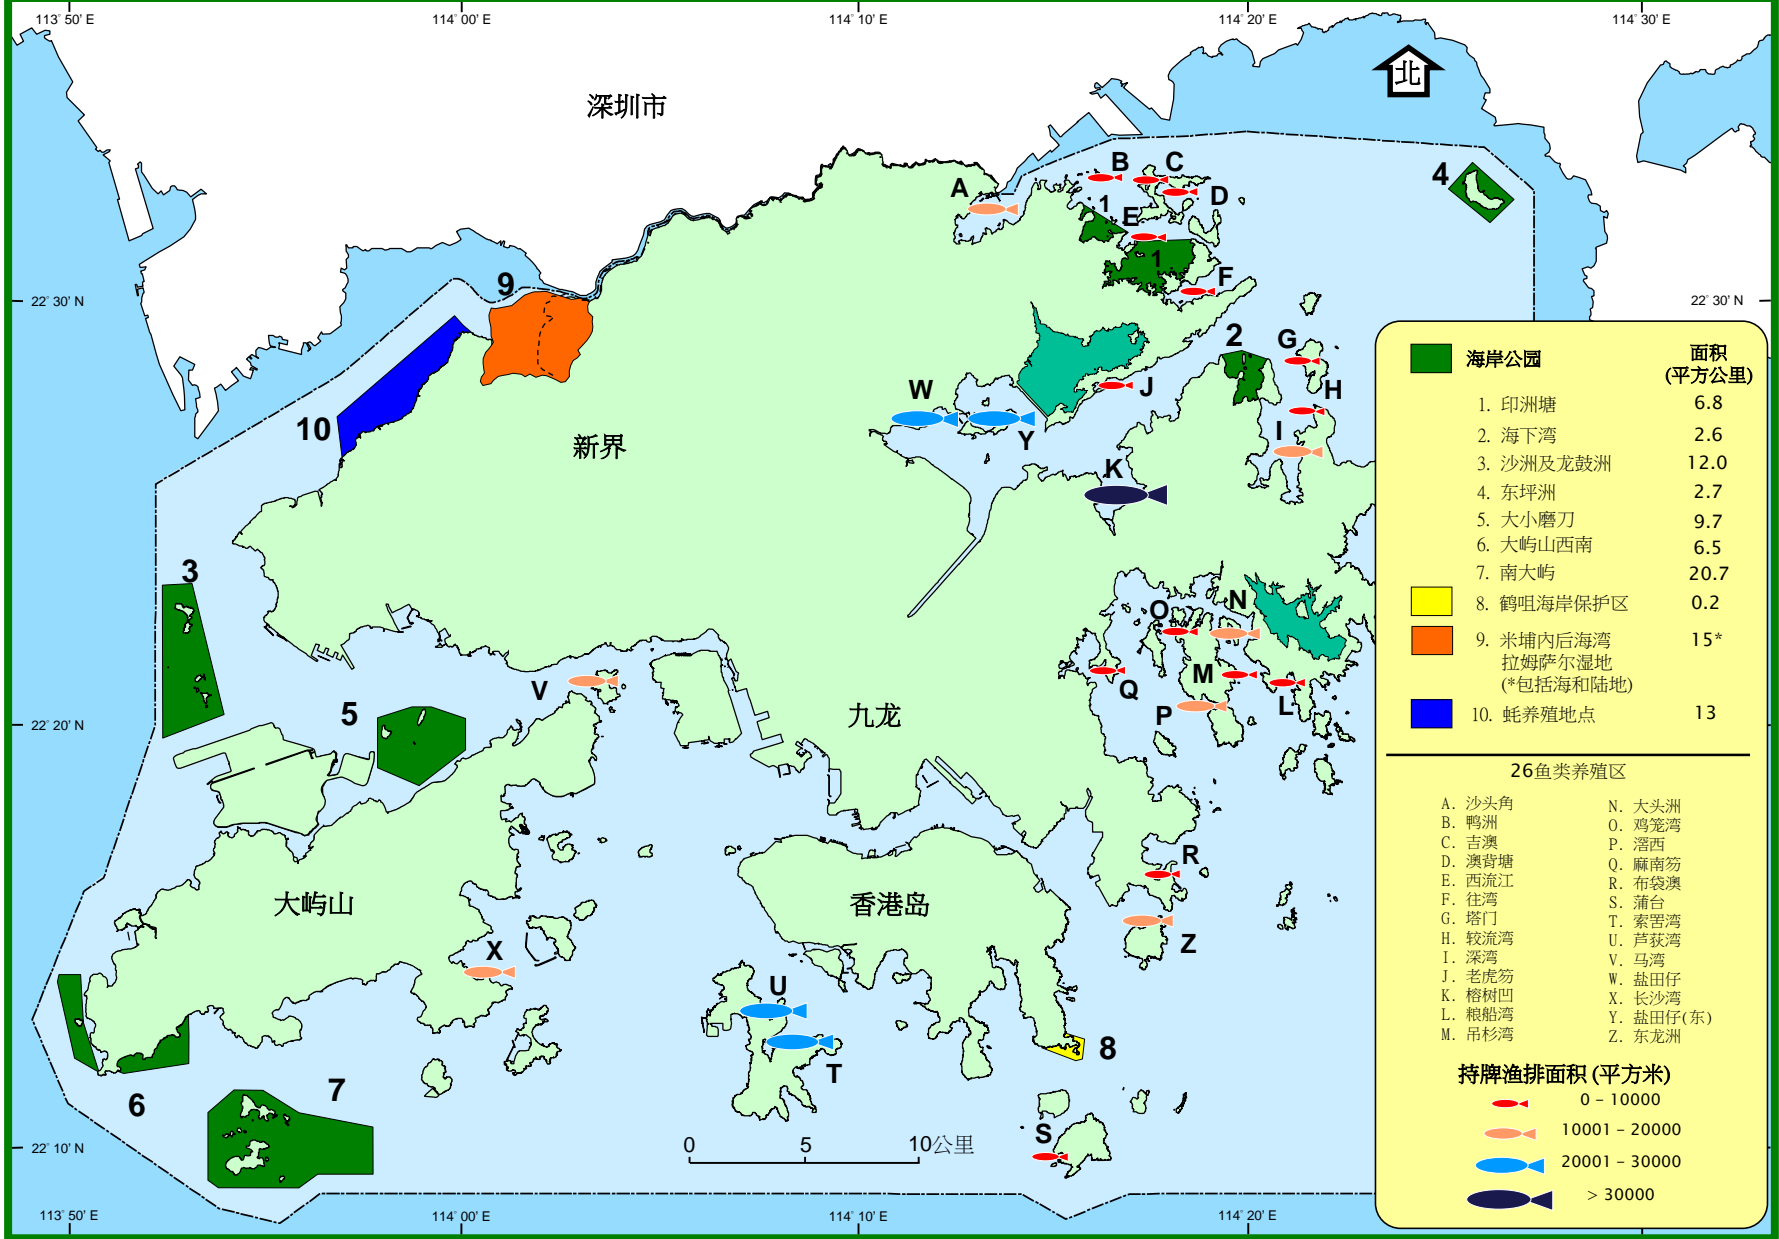 113° 50' E
114° 00' E
114° 10' E
114° 20' E
114° 30' E
北
深圳市
B
C
A
D
4
1
E
1
F
9
22° 30' N
22° 30' N
2
G
H
J
W
Y
I
10
新界
K
3
O
N
M
Q
L
V
P
5
九龙
22° 20' N
R
大屿山
香港岛
Z
X
U
T
8
7
6
S
0
5
10公里
22° 10' N
113° 50' E
114° 00' E
114° 10' E
114° 20' E
114° 30' E
海岸公园 面积
(平方公里)
1. 印洲塘 6.8
2. 海下湾 2.6
3. 沙洲及龙鼓洲 12.0
4. 东坪洲 2.7
5. 大小磨刀 9.7
6. 大屿山西南 6.5
7. 南大屿 20.7
8. 鹤咀海岸保护区 0.2
9. 米埔内后海湾 15*
拉姆萨尔湿地
(*包括海和陆地)
10. 蚝养殖地点 13
26鱼类养殖区
A. 沙头角
B. 鸭洲
C. 吉澳
D. 澳背塘
E. 西流江
F. 往湾
G. 塔门
H. 较流湾
I. 深湾
J. 老虎笏
K. 榕树凹
L. 粮船湾
M. 吊杉湾
N. 大头洲
O. 鸡笼湾
P. 滘西
Q. 麻南笏
R. 布袋澳
S. 蒲台
T. 索罟湾
U. 芦荻湾
V. 马湾
W. 盐田仔
X. 长沙湾
Y. 盐田仔(东)
Z. 东龙洲
持牌渔排面积 (平方米)
0 – 10000
10001 – 20000
20001 – 30000
> 30000